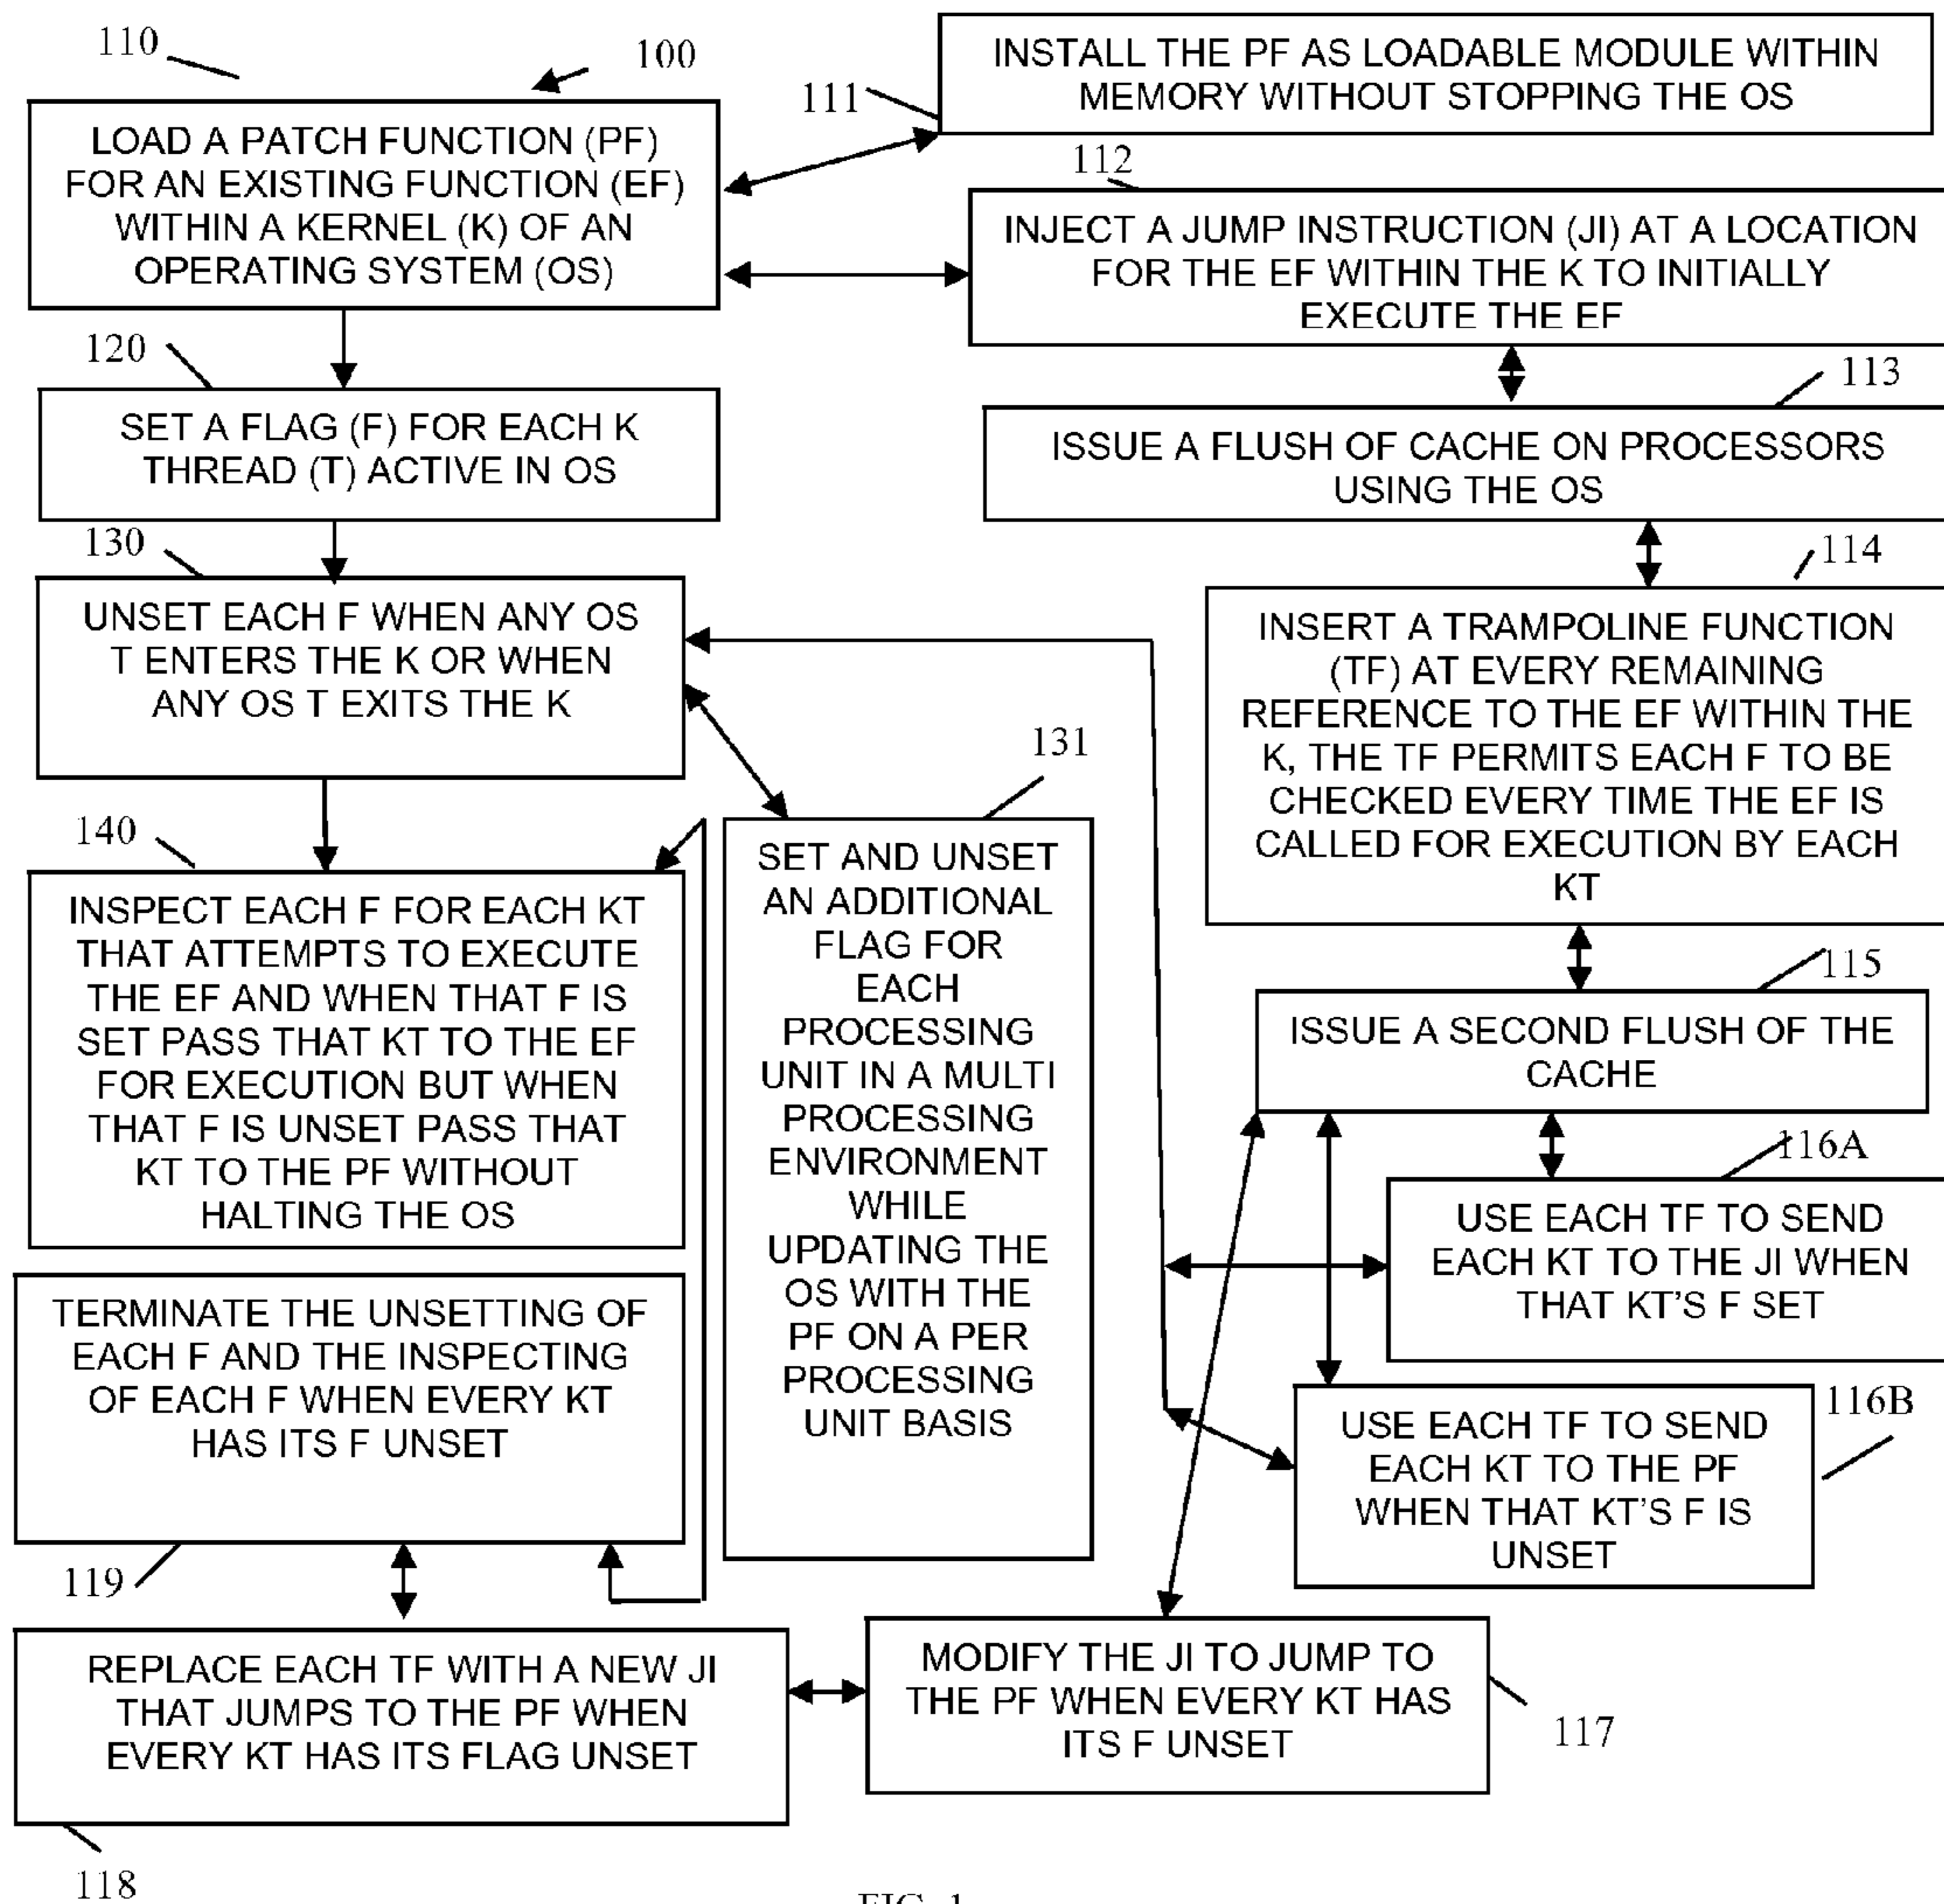 110
100
INSTALL THE PF AS LOADABLE MODULE WITHIN
MEMORY WITHOUT STOPPING THE OS
111
LOAD A PATCH FUNCTION (PF)
FOR AN EXISTING FUNCTION (EF)
WITHIN A KERNEL (K) OF AN
OPERATING SYSTEM (OS)
112
INJECT A JUMP INSTRUCTION (JI) AT A LOCATION
FOR THE EF WITHIN THE K TO INITIALLY
EXECUTE THE EF
120
113
SET A FLAG (F) FOR EACH K
THREAD (T) ACTIVE IN OS
ISSUE A FLUSH OF CACHE ON PROCESSORS
USING THE OS
130
114
UNSET EACH F WHEN ANY OS
T ENTERS THE K OR WHEN
ANY OS T EXITS THE K
INSERT A TRAMPOLINE FUNCTION
(TF) AT EVERY REMAINING
REFERENCE TO THE EF WITHIN THE
K, THE TF PERMITS EACH F TO BE
CHECKED EVERY TIME THE EF IS
CALLED FOR EXECUTION BY EACH
KT
131
140
INSPECT EACH F FOR EACH KT
THAT ATTEMPTS TO EXECUTE
THE EF AND WHEN THAT F IS
SET PASS THAT KT TO THE EF
FOR EXECUTION BUT WHEN
THAT F IS UNSET PASS THAT
KT TO THE PF WITHOUT
HALTING THE OS
SET AND UNSET
AN ADDITIONAL
FLAG FOR
EACH
PROCESSING
UNIT IN A MULTI
PROCESSING
ENVIRONMENT
WHILE
UPDATING THE
OS WITH THE
PF ON A PER
PROCESSING
UNIT BASIS
115
ISSUE A SECOND FLUSH OF THE
CACHE
116A
USE EACH TF TO SEND
EACH KT TO THE JI WHEN
THAT KT'S F SET
TERMINATE THE UNSETTING OF
EACH F AND THE INSPECTING
OF EACH F WHEN EVERY KT
HAS ITS F UNSET
116B
USE EACH TF TO SEND
EACH KT TO THE PF
WHEN THAT KT'S F IS
UNSET
119
REPLACE EACH TF WITH A NEW JI
THAT JUMPS TO THE PF WHEN
EVERY KT HAS ITS FLAG UNSET
MODIFY THE JI TO JUMP TO
THE PF WHEN EVERY KT HAS
ITS F UNSET
117
118
FIG. 1